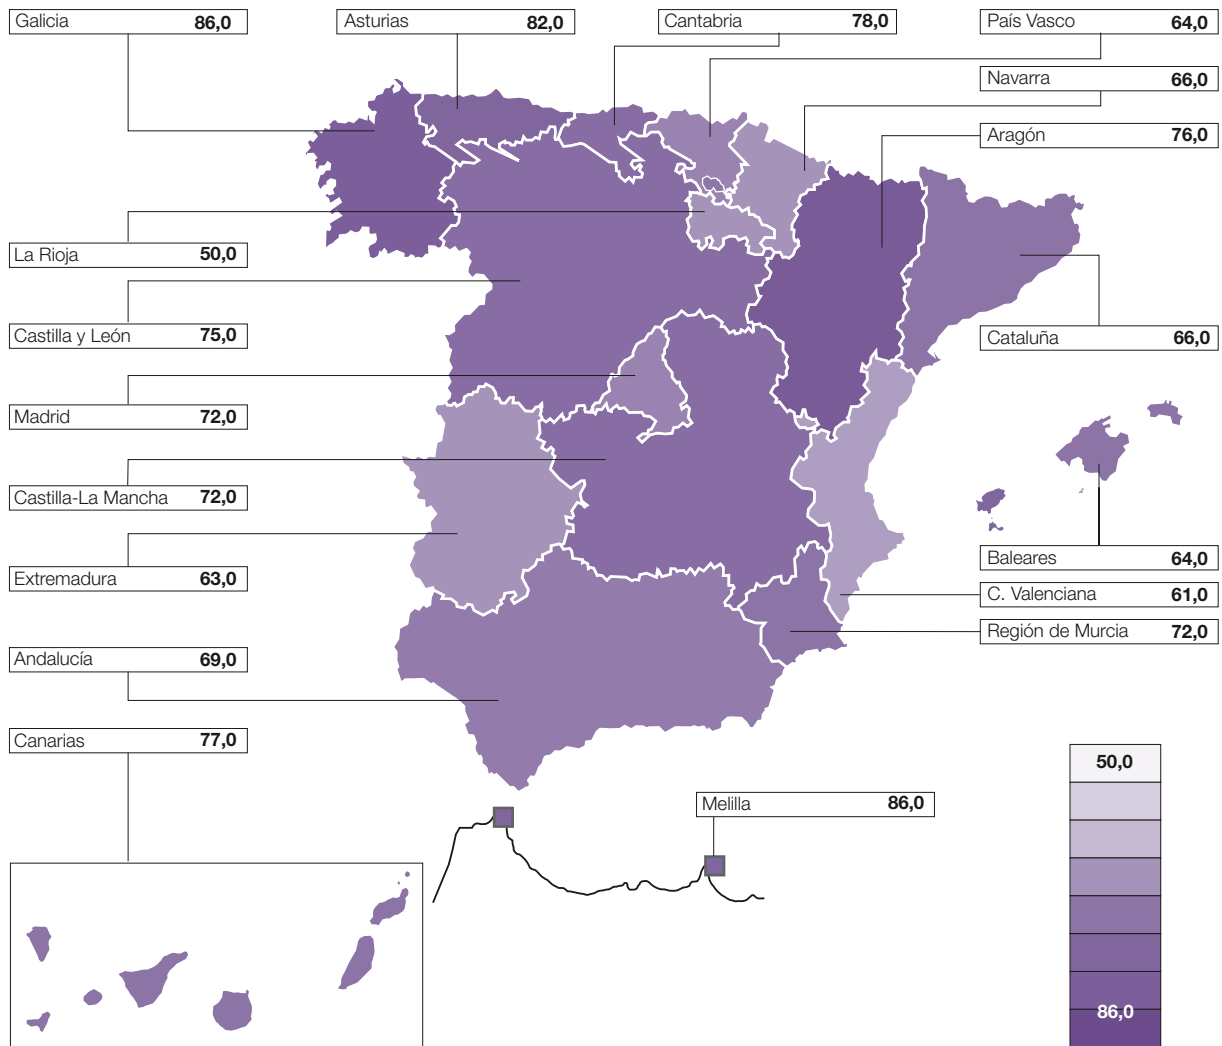 Galicia 86,0
Asturias 82,0
Cantabria 78,0
País Vasco 64,0
Navarra 66,0
Aragón 76,0
La Rioja 50,0
Castilla y León 75,0
Cataluña 66,0
Madrid 72,0
Castilla-La Mancha 72,0
Extremadura 63,0
Baleares 64,0
C. Valenciana 61,0
Región de Murcia 72,0
Andalucía 69,0
Canarias 77,0
Melilla 86,0
50,0
86,0